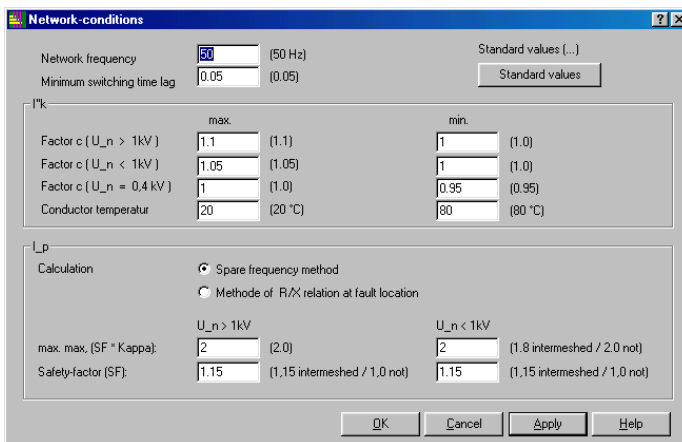 Network-conditions
Network frequency 50 (50 Hz) Standard values (...)
Minimum switching time lag 0.05 (0.05) Standard values
I"k
max. min.
Factor c ( U_n > 1kV ) 1.1 (1.1) 1 (1.0)
Factor c ( U_n < 1kV ) 1.05 (1.05) 1 (1.0)
Factor c ( U_n = 0,4 kV ) 1 (1.0) 0.95 (0.95)
Conductor temperatur 20 (20 °C) 80 (80 °C)
I_p
Calculation Spare frequency method
Methode of R/X relation at fault location
U_n > 1kV U_n < 1kV
max. max, (SF * Kappa): 2 (2.0) 2 (1.8 intermeshed / 2.0 not)
Safety-factor (SF): 1.15 (1,15 intermeshed / 1,0 not) 1.15 (1,15 intermeshed / 1,0 not)
OK Cancel Apply Help